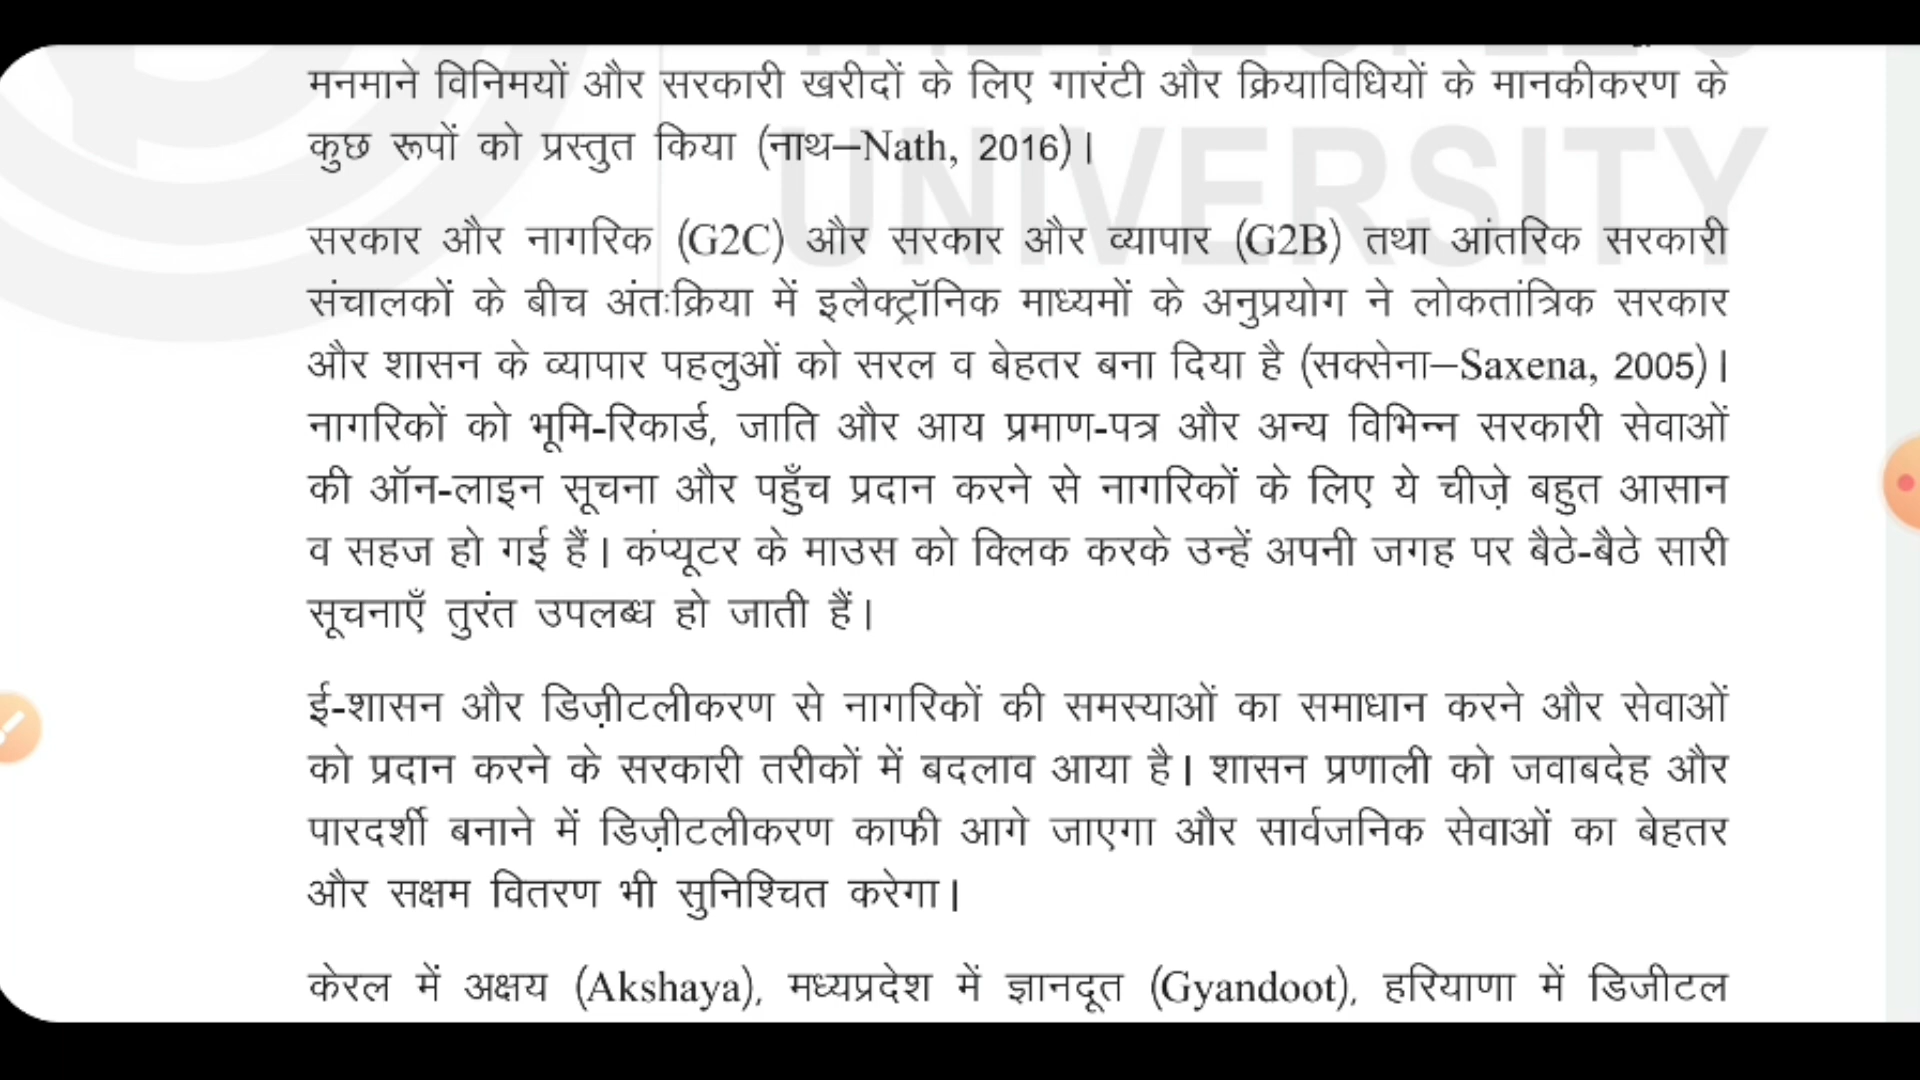 मनमाने विनिमयों और सरकारी खरीदों के लिए गारंटी और क्रियाविधियों के मानकीकरण के
UNIVERSITY
कुछ रूपों को प्रस्तुत किया (नाथ–Nath, 2016)।
सरकार और नागरिक (G2C) और सरकार और व्यापार (G2B) तथा आंतरिक सरकारी
संचालकों के बीच अंतःक्रिया में इलैक्ट्रॉनिक माध्यमों के अनुप्रयोग ने लोकतांत्रिक सरकार
और शासन के व्यापार पहलुओं को सरल व बेहतर बना दिया है (सक्सेना–Saxena, 2005)।
नागरिकों को भूमि-रिकार्ड, जाति और आय प्रमाण-पत्र और अन्य विभिन्न सरकारी सेवाओं
की ऑन-लाइन सूचना और पहुँच प्रदान करने से नागरिकों के लिए ये चीज़े बहुत आसान
व सहज हो गई हैं। कंप्यूटर के माउस को क्लिक करके उन्हें अपनी जगह पर बैठे-बैठे सारी
सूचनाएँ तुरंत उपलब्ध हो जाती हैं।
ई-शासन और डिज़ीटलीकरण से नागरिकों की समस्याओं का समाधान करने और सेवाओं
को प्रदान करने के सरकारी तरीकों में बदलाव आया है। शासन प्रणाली को जवाबदेह और
पारदर्शी बनाने में डिज़ीटलीकरण काफी आगे जाएगा और सार्वजनिक सेवाओं का बेहतर
और सक्षम वितरण भी सुनिश्चित करेगा।
केरल में अक्षय (Akshaya), मध्यप्रदेश में ज्ञानदूत (Gyandoot), हरियाणा में डिजीटल